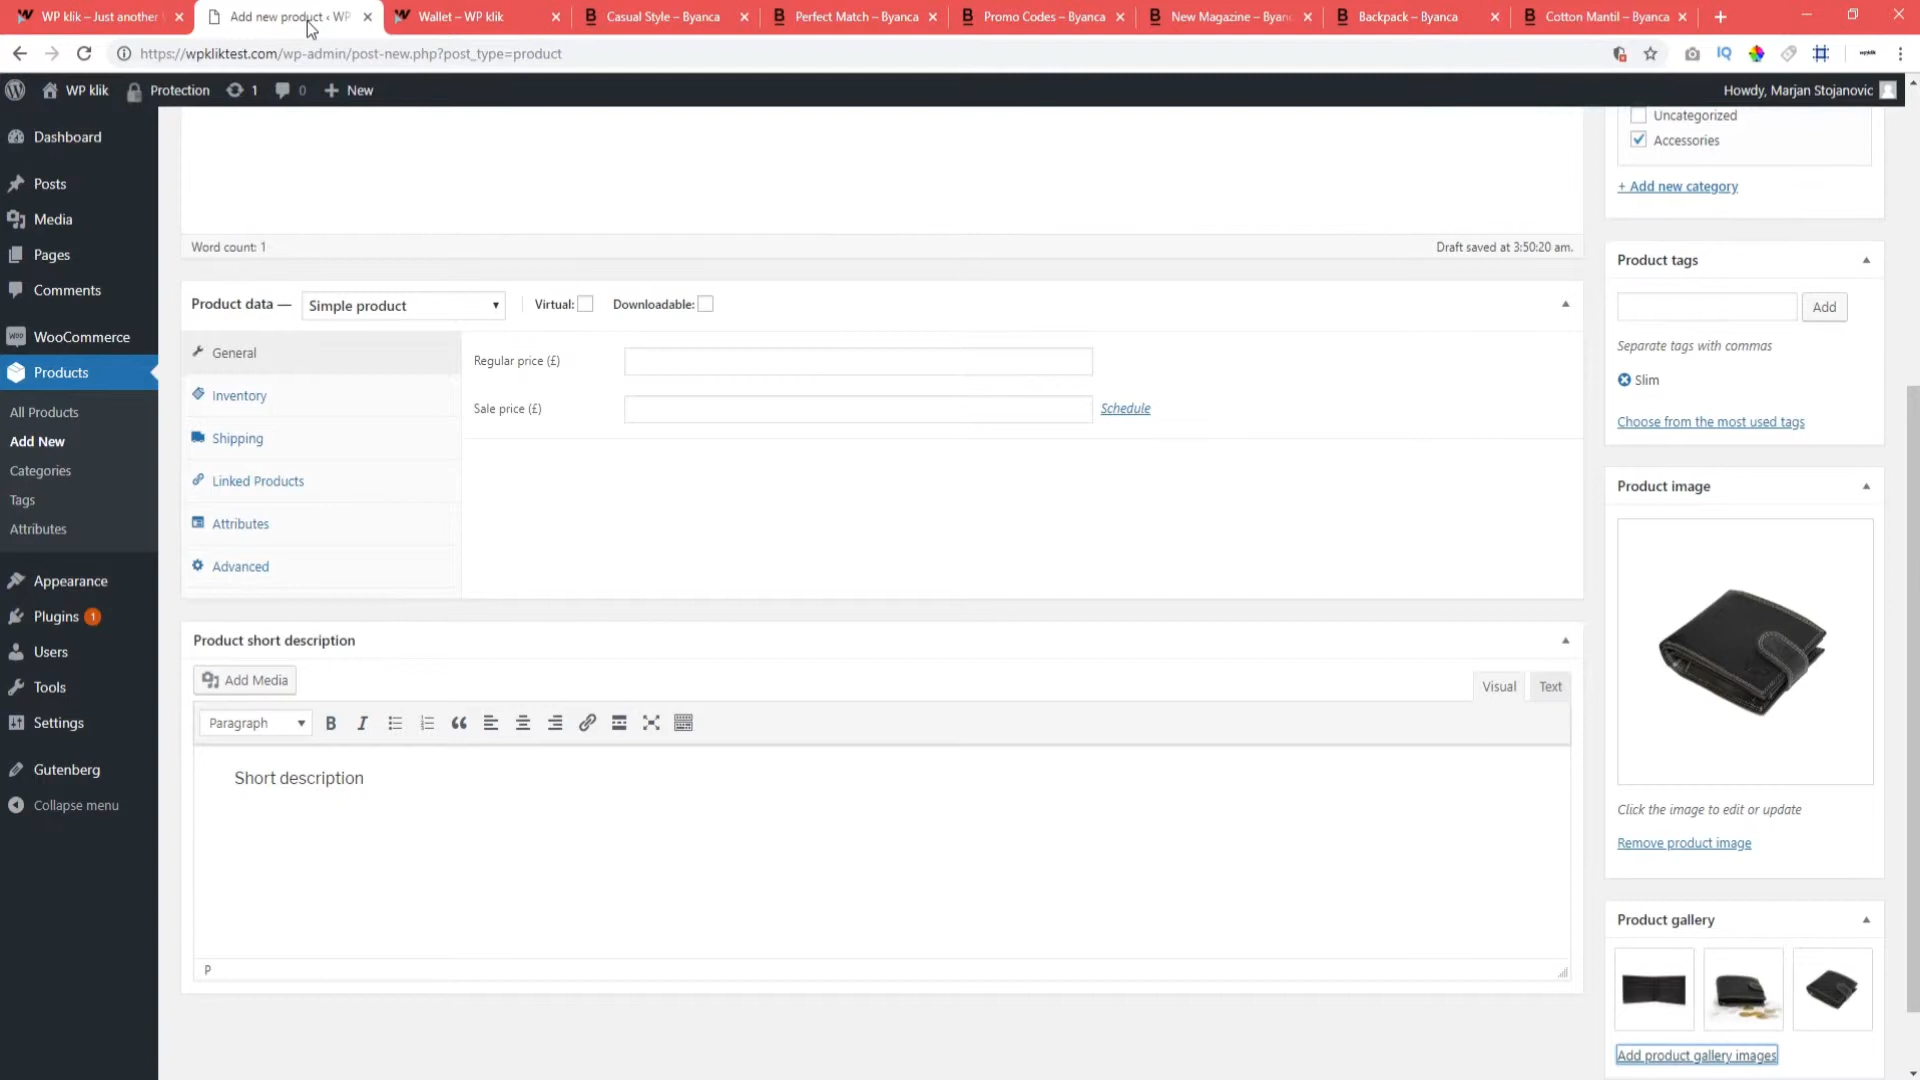 WP klik – Just another
Add new product ‹ WP
Wallet – WP klik
Casual Style – Byanca
Perfect Match – Byanca
Promo Codes – Byanca
New Magazine – Byanc
Backpack – Byanca
Cotton Mantil – Byanca
https://wpkliktest.com/wp-admin/post-new.php?post_type=product
WP klik
Protection
1
0
New
Howdy, Marjan Stojanovic
Dashboard
Posts
Media
Pages
Comments
WooCommerce
Products
All Products
Add New
Categories
Tags
Attributes
Appearance
Plugins 1
Users
Tools
Settings
Gutenberg
Collapse menu
Word count: 1
Draft saved at 3:50:20 am.
Product data — Simple product
Virtual:
Downloadable:
General
Inventory
Shipping
Linked Products
Attributes
Advanced
Regular price (£)
Sale price (£)
Schedule
Product short description
Add Media
Visual
Text
Paragraph
Short description
P
Uncategorized
Accessories
+ Add new category
Product tags
Add
Separate tags with commas
Slim
Choose from the most used tags
Product image
Click the image to edit or update
Remove product image
Product gallery
Add product gallery images